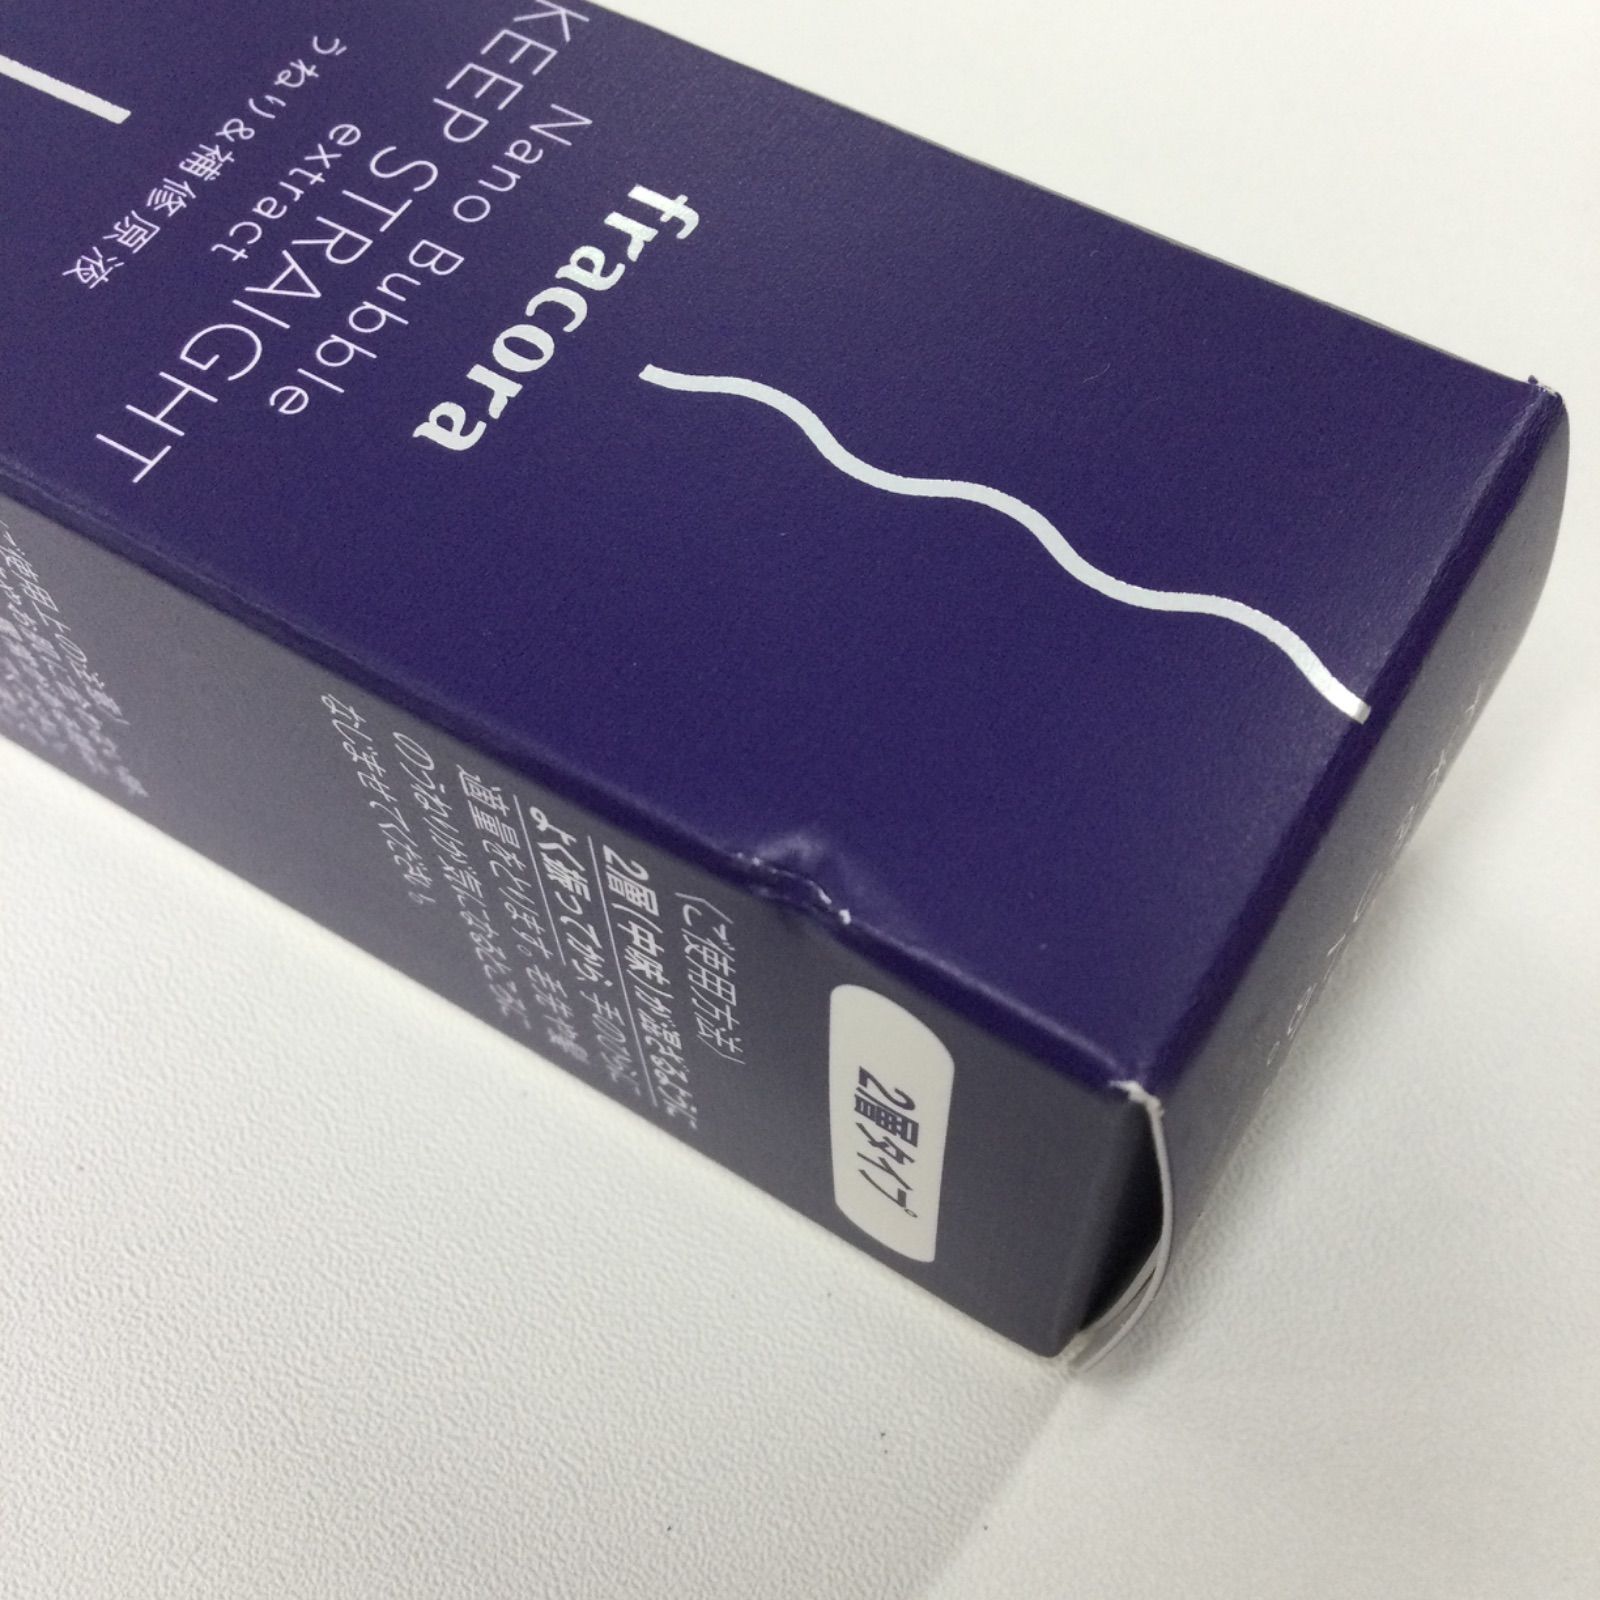 fracora
Nano Bubble
KEEP STRAIGHT
extract
うねり&補修原液
2層タイプ
〈ご使用方法〉
2層(中味)が混ざるように
よく振ってから、手のひらに
適量をとります。毛先や髪
のうねりが気になるところに
なじませてください。